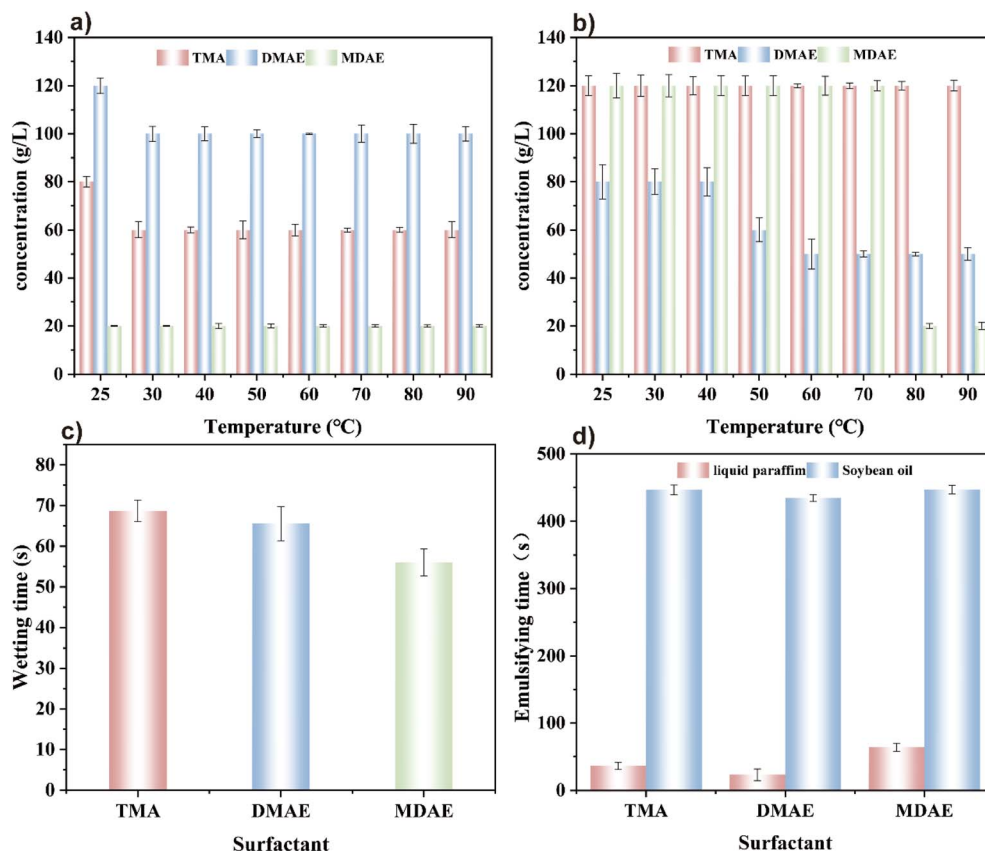 a)
TMA DMAE MDAE
140
120
100
80
60
40
20
0
concentration (g/L)
25 30 40 50 60 70 80 90
Temperature (℃)
b)
TMA DMAE MDAE
140
120
100
80
60
40
20
0
concentration (g/L)
25 30 40 50 60 70 80 90
Temperature (℃)
c)
80
70
60
50
40
30
20
10
0
Wetting time (s)
TMA DMAE MDAE
Surfactant
d)
liquid paraffim Soybean oil
500
400
300
200
100
0
Emulsifying time（s）
TMA DMAE MDAE
Surfactant